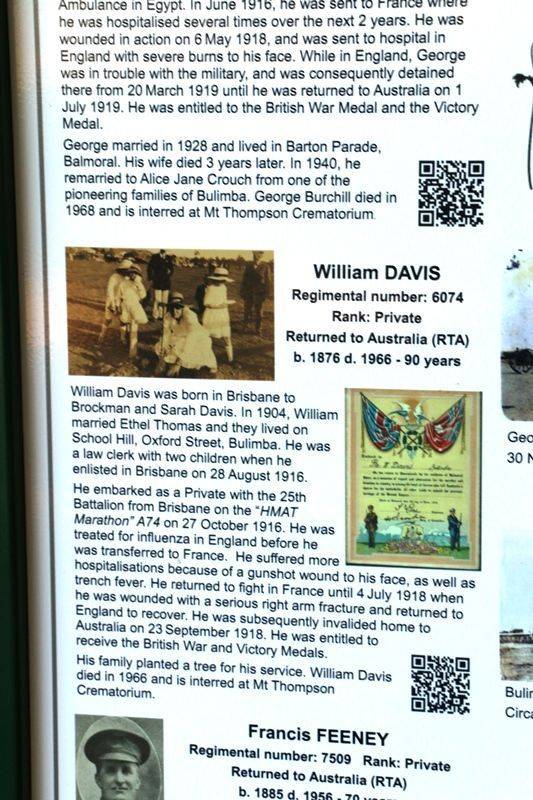 Ambulance in Egypt. In June 1916, he was sent to France where
he was hospitalised several times over the next 2 years. He was
wounded in action on 6 May 1918, and was sent to hospital in
England with severe burns to his face. While in England, George
was in trouble with the military, and was consequently detained
there from 20 March 1919 until he was returned to Australia on 1
July 1919. He was entitled to the British War Medal and the Victory
Medal.
George married in 1928 and lived in Barton Parade,
Balmoral. His wife died 3 years later. In 1940, he
remarried to Alice Jane Crouch from one of the
pioneering families of Bulimba. George Burchill died in
1968 and is interred at Mt Thompson Crematorium.
William DAVIS
Regimental number: 6074
Rank: Private
Returned to Australia (RTA)
b. 1876 d. 1966 - 90 years
William Davis was born in Brisbane to
Brockman and Sarah Davis. In 1904, William
married Ethel Thomas and they lived on
School Hill, Oxford Street, Bulimba. He was
a law clerk with two children when he
enlisted in Brisbane on 28 August 1916.
He embarked as a Private with the 25th
Battalion from Brisbane on the "HMAT
Marathon" A74 on 27 October 1916. He was
treated for influenza in England before he
was transferred to France. He suffered more
hospitalisations because of a gunshot wound to his face, as well as
trench fever. He returned to fight in France until 4 July 1918 when
he was wounded with a serious right arm fracture and returned to
England to recover. He was subsequently invalided home to
Australia on 23 September 1918. He was entitled to
receive the British War and Victory Medals.
His family planted a tree for his service. William Davis
died in 1966 and is interred at Mt Thompson
Crematorium.
Francis FEENEY
Regimental number: 7509 Rank: Private
Returned to Australia (RTA)
b. 1885 d. 1956 - 70 years
Geo
30 N
Bulim
Circa